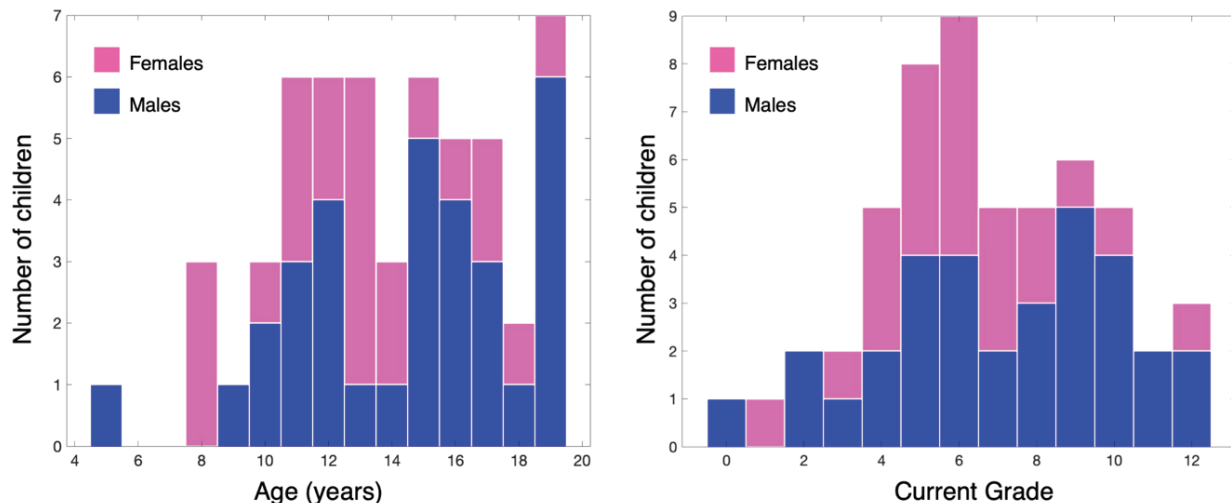 7
6
5
4
3
2
1
0
Number of children
Females
Males
4 6 8 10 12 14 16 18 20
Age (years)
9
8
7
6
5
4
3
2
1
0
Number of children
Females
Males
0 2 4 6 8 10 12
Current Grade